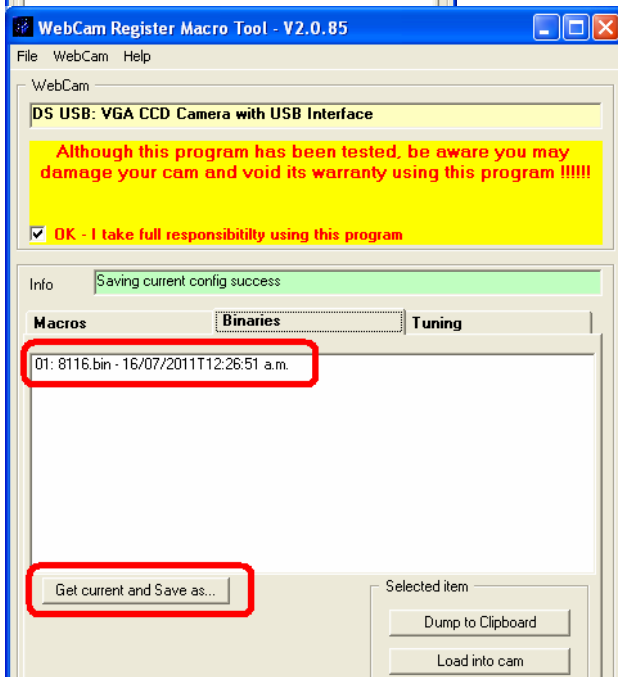 WebCam Register Macro Tool - V2.0.85
File WebCam Help
WebCam
DS USB: VGA CCD Camera with USB Interface
Although this program has been tested, be aware you may
damage your cam and void its warranty using this program !!!!!!
OK - I take full responsibitilty using this program
Info Saving current config success
Macros Binaries Tuning
01: 8116.bin - 16/07/2011T12:26:51 a.m.
Get current and Save as...
Selected item
Dump to Clipboard
Load into cam